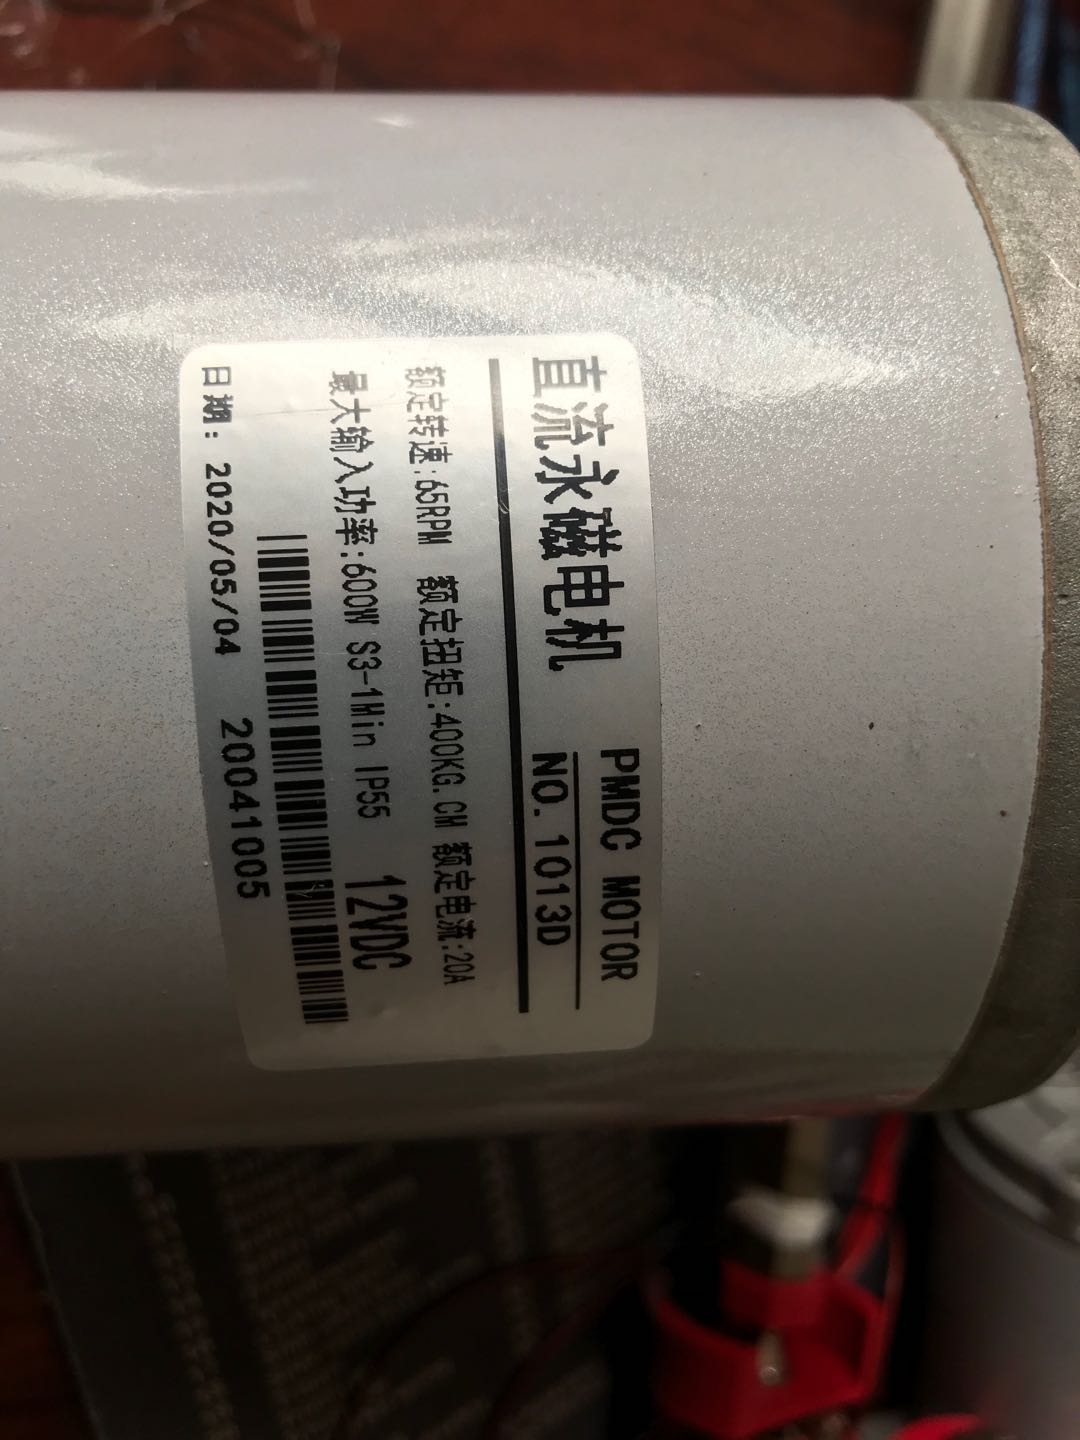 直流永磁电机
PMDC MOTOR
NO.1013D
额定转速:65RPM 额定扭矩:400KG.CM 额定电流:20A
最大输入功率:600W S3-1Min IP55 12VDC
日期: 2020/05/04 20041005